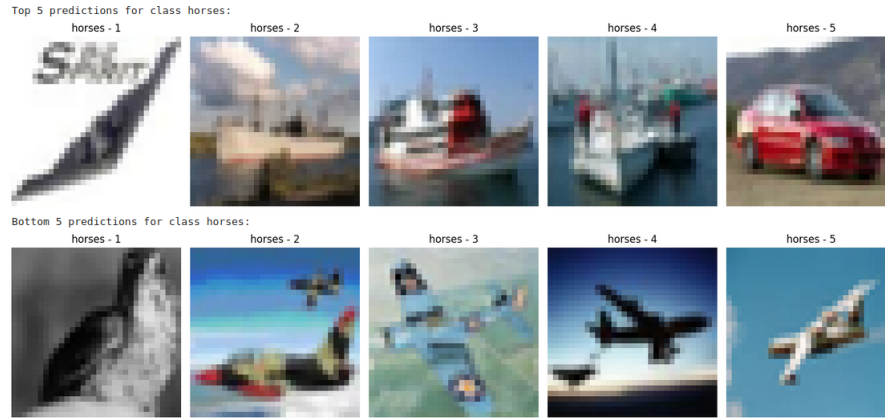 Top 5 predictions for class horses:
horses - 1
horses - 2
horses - 3
horses - 4
horses - 5
Bottom 5 predictions for class horses:
horses - 1
horses - 2
horses - 3
horses - 4
horses - 5